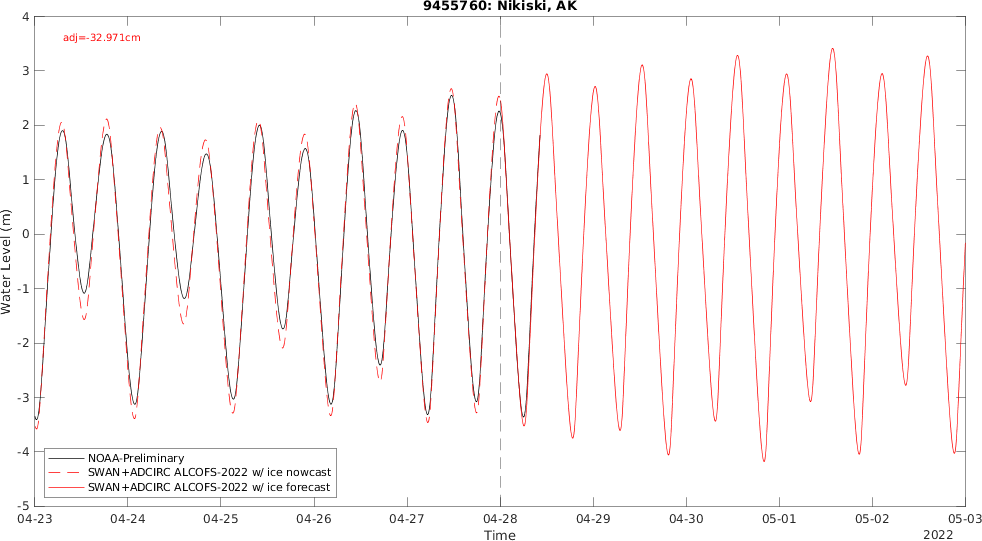 9455760: Nikiski, AK
adj=-32.971cm
4
3
2
1
0
-1
-2
-3
-4
-5
Water Level (m)
NOAA-Preliminary
SWAN+ADCIRC ALCOFS-2022 w/ ice nowcast
SWAN+ADCIRC ALCOFS-2022 w/ ice forecast
04-23 04-24 04-25 04-26 04-27 04-28 04-29 04-30 05-01 05-02 05-03
Time
2022